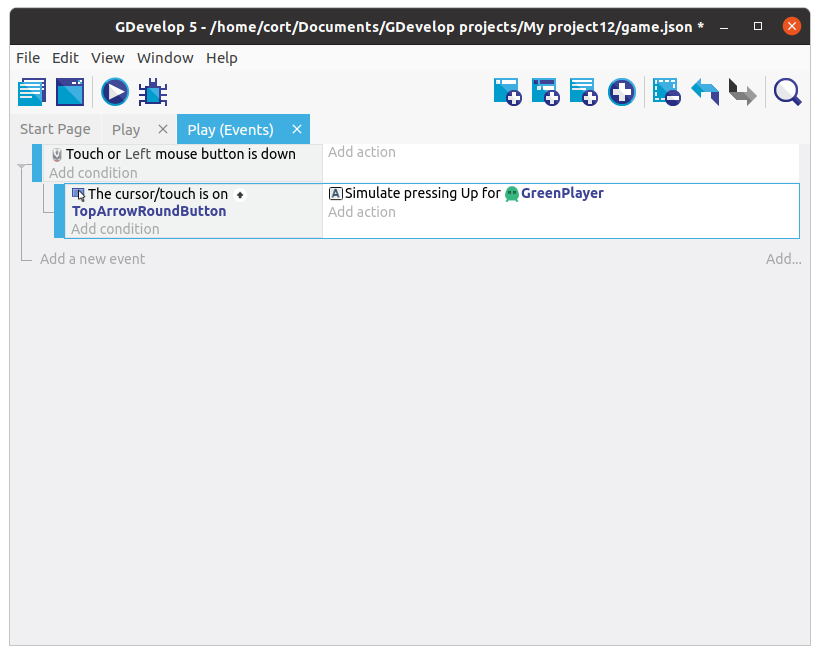 GDevelop 5 - /home/cort/Documents/GDevelop projects/My project12/game.json *
File Edit View Window Help
Start Page Play Play (Events)
Touch or Left mouse button is down
Add condition
Add action
The cursor/touch is on
TopArrowRoundButton
Add condition
Simulate pressing Up for GreenPlayer
Add action
Add a new event
Add...